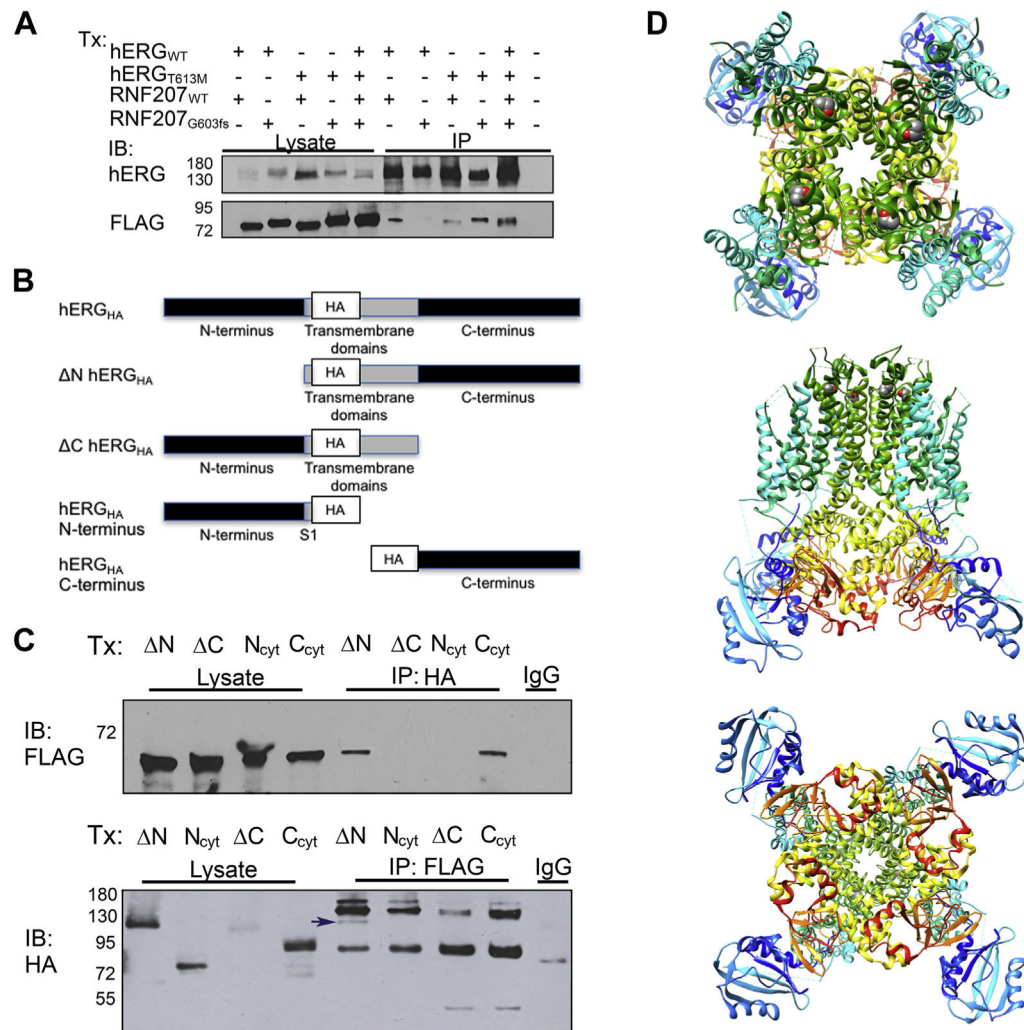 A
Tx:
hERGWT + + - - + + + - - + -
hERGT613M - - + + + - - + + + -
RNF207WT + - + - + + - + - + -
RNF207G603fs - + - + + - + - + + -
IB: Lysate IP
hERG 180
130
FLAG 95
72
B
hERGHA HA
N-terminus Transmembrane domains C-terminus
ΔN hERGHA HA
Transmembrane domains C-terminus
ΔC hERGHA HA
N-terminus Transmembrane domains
hERGHA N-terminus HA
N-terminus S1
hERGHA C-terminus HA
C-terminus
C
Tx: ΔN ΔC Ncyt Ccyt ΔN ΔC Ncyt Ccyt
Lysate IP: HA IgG
IB: FLAG 72
Tx: ΔN Ncyt ΔC Ccyt ΔN Ncyt ΔC Ccyt
Lysate IP: FLAG IgG
180
130
95
72
55
IB: HA
D